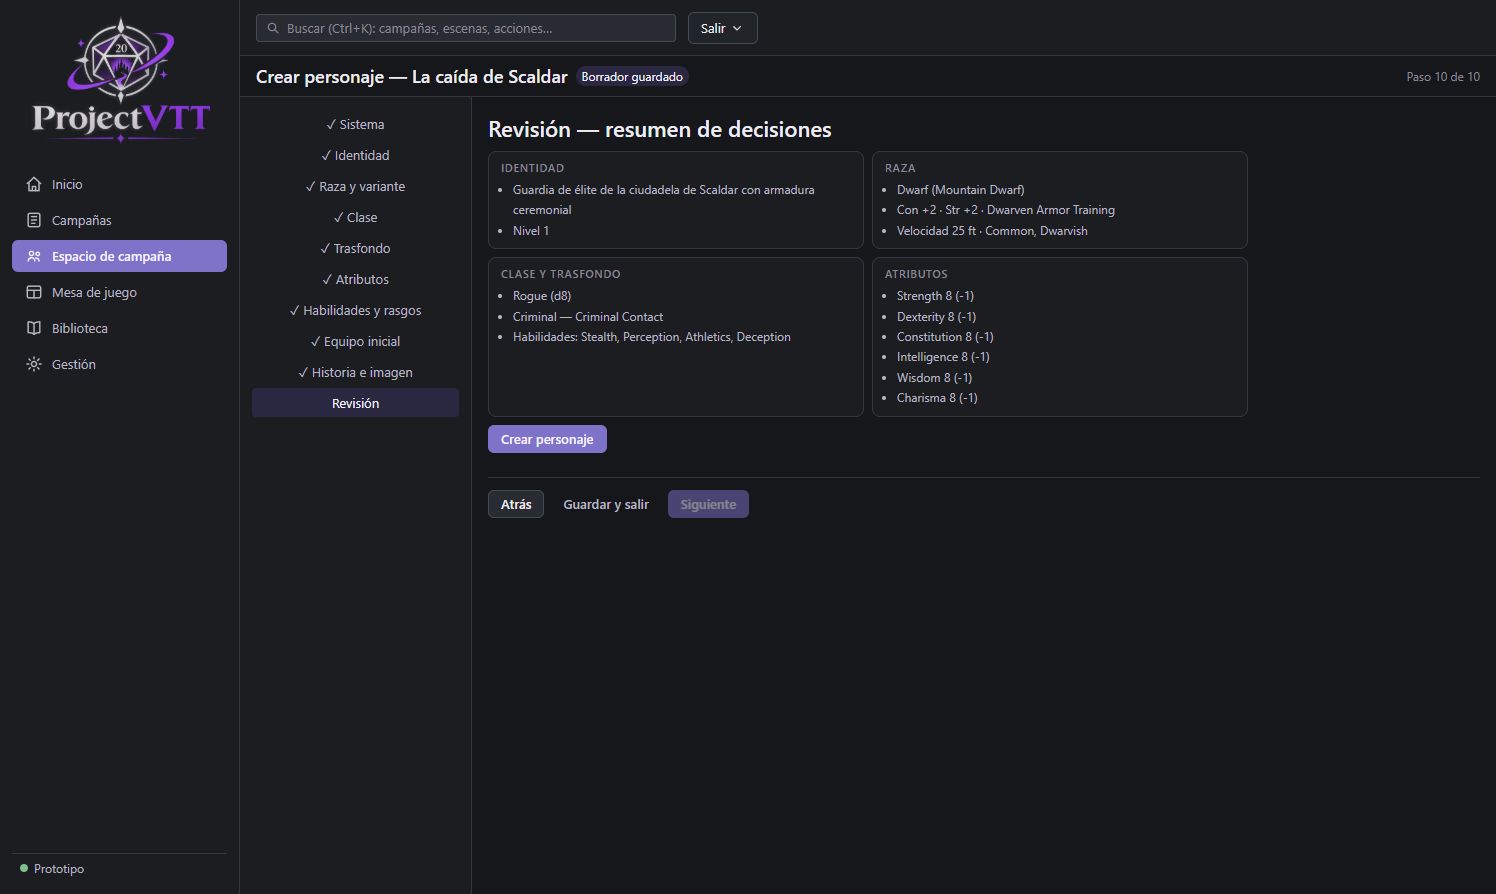 20
ProjectVTT
Inicio
Campañas
Espacio de campaña
Mesa de juego
Biblioteca
Gestión
Prototipo
Buscar (Ctrl+K): campañas, escenas, acciones...
Salir
Crear personaje — La caída de Scaldar
Borrador guardado
Paso 10 de 10
✓ Sistema
✓ Identidad
✓ Raza y variante
✓ Clase
✓ Trasfondo
✓ Atributos
✓ Habilidades y rasgos
✓ Equipo inicial
✓ Historia e imagen
Revisión
Revisión — resumen de decisiones
IDENTIDAD
• Guardia de élite de la ciudadela de Scaldar con armadura
ceremonial
• Nivel 1
RAZA
• Dwarf (Mountain Dwarf)
• Con +2 · Str +2 · Dwarven Armor Training
• Velocidad 25 ft · Common, Dwarvish
CLASE Y TRASFONDO
• Rogue (d8)
• Criminal — Criminal Contact
• Habilidades: Stealth, Perception, Athletics, Deception
ATRIBUTOS
• Strength 8 (-1)
• Dexterity 8 (-1)
• Constitution 8 (-1)
• Intelligence 8 (-1)
• Wisdom 8 (-1)
• Charisma 8 (-1)
Crear personaje
Atrás
Guardar y salir
Siguiente